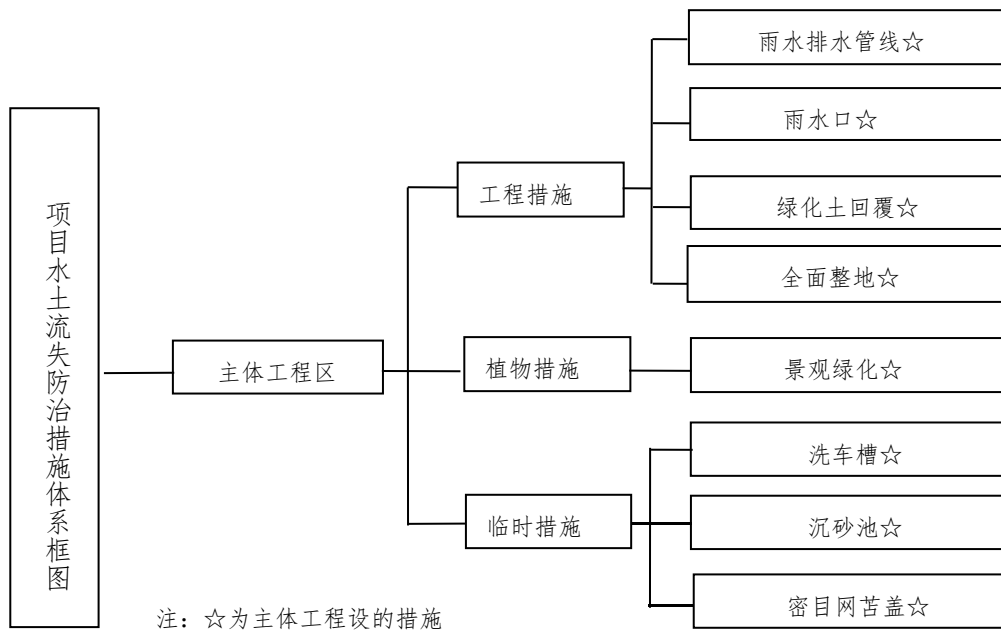 项目水土流失防治措施体系框图
主体工程区
工程措施
雨水排水管线☆
雨水口☆
绿化土回覆☆
全面整地☆
植物措施
景观绿化☆
临时措施
洗车槽☆
沉砂池☆
密目网苫盖☆
注：☆为主体工程设的措施